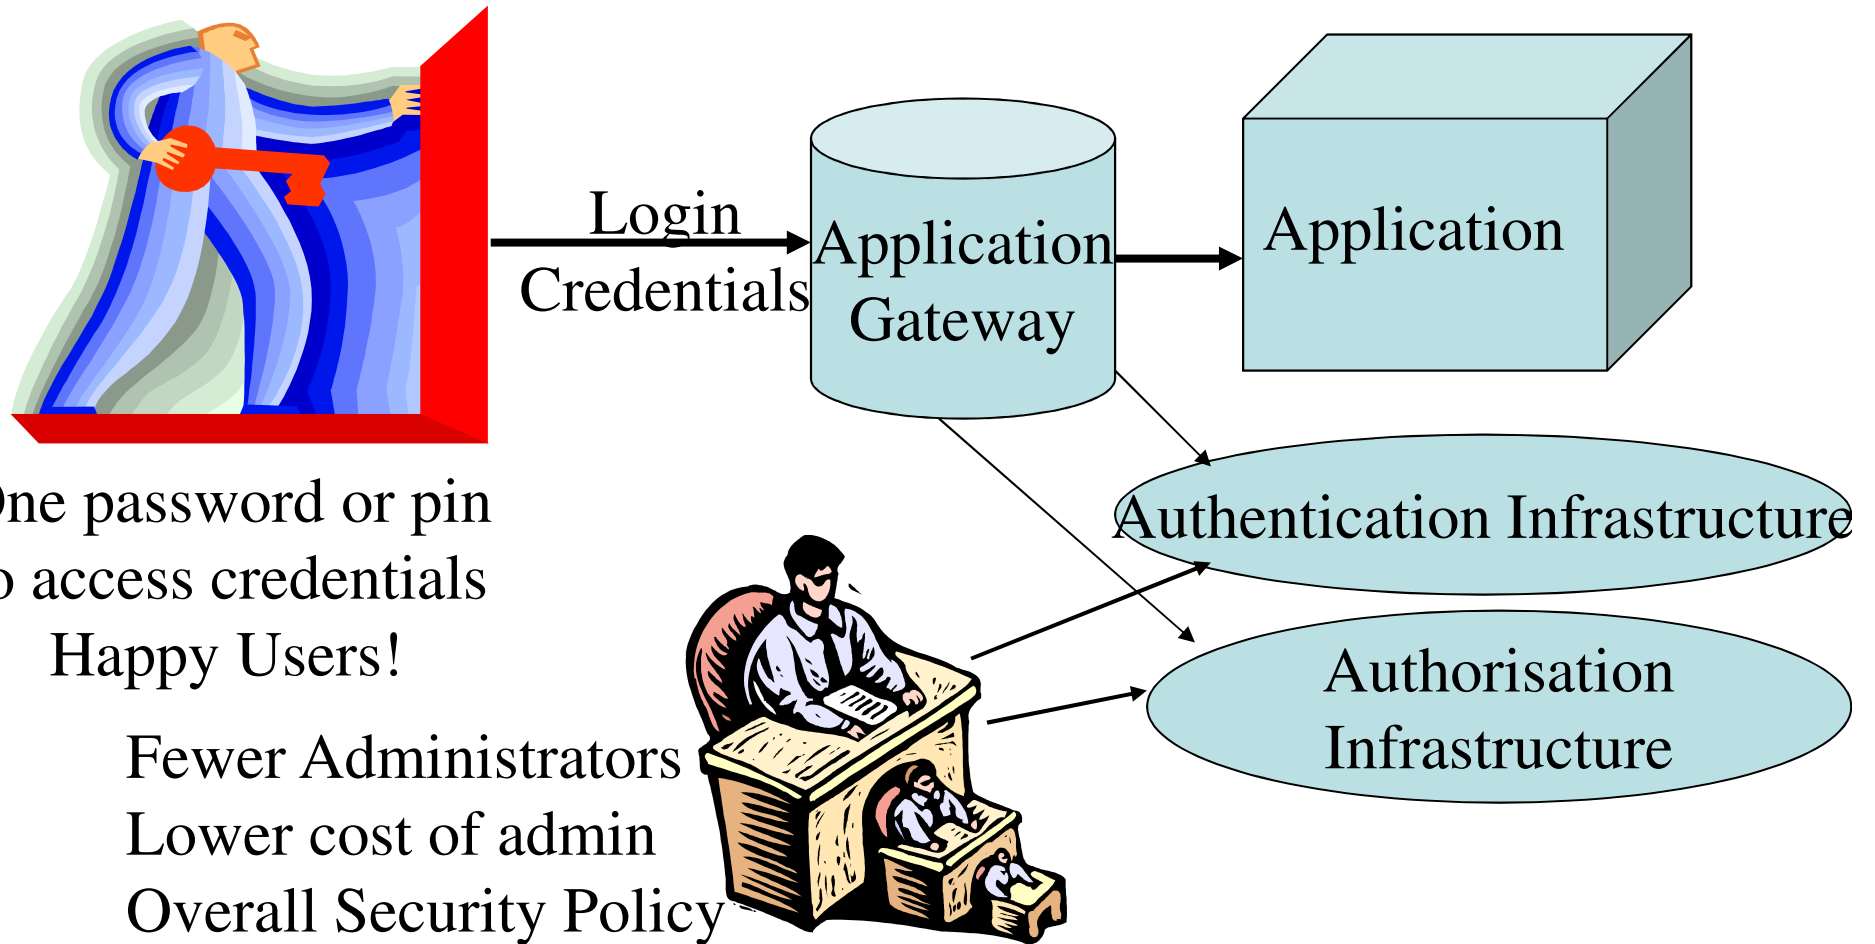 Login
Credentials
Application
Gateway
Application
Authentication Infrastructure
Authorisation
Infrastructure
One password or pin
o access credentials
Happy Users!
Fewer Administrators
Lower cost of admin
Overall Security Policy